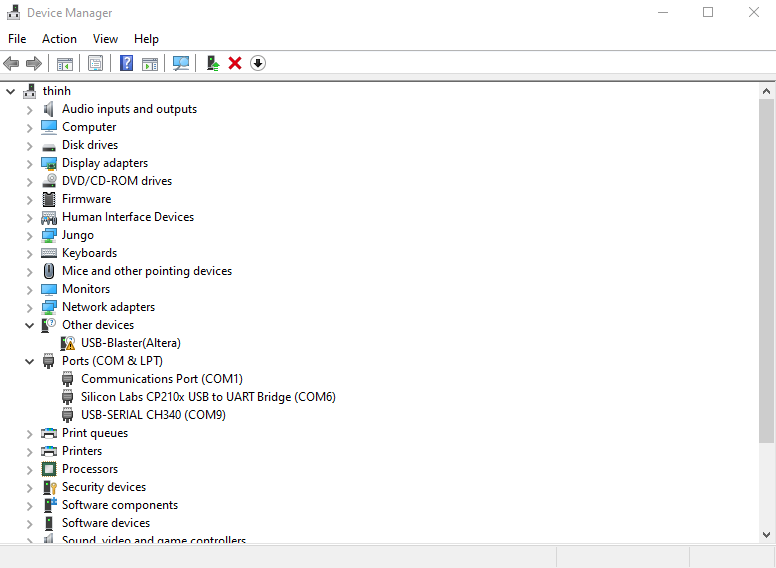 Device Manager
File Action View Help
thinh
Audio inputs and outputs
Computer
Disk drives
Display adapters
DVD/CD-ROM drives
Firmware
Human Interface Devices
Jungo
Keyboards
Mice and other pointing devices
Monitors
Network adapters
Other devices
USB-Blaster(Altera)
Ports (COM & LPT)
Communications Port (COM1)
Silicon Labs CP210x USB to UART Bridge (COM6)
USB-SERIAL CH340 (COM9)
Print queues
Printers
Processors
Security devices
Software components
Software devices
Sound, video and game controllers